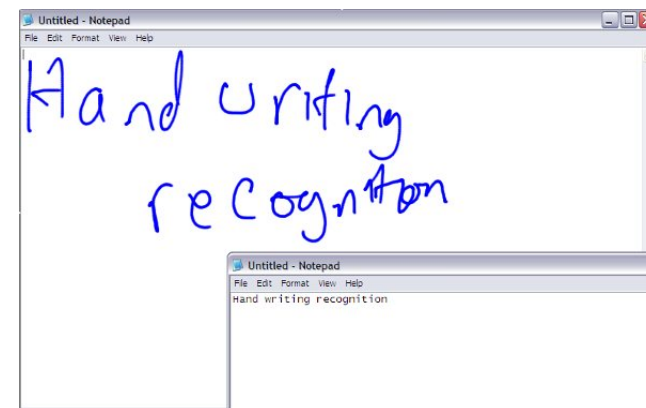 Untitled - Notepad
File Edit Format View Help
Hand writing
recognition
Untitled - Notepad
File Edit Format View Help
Hand writing recognition